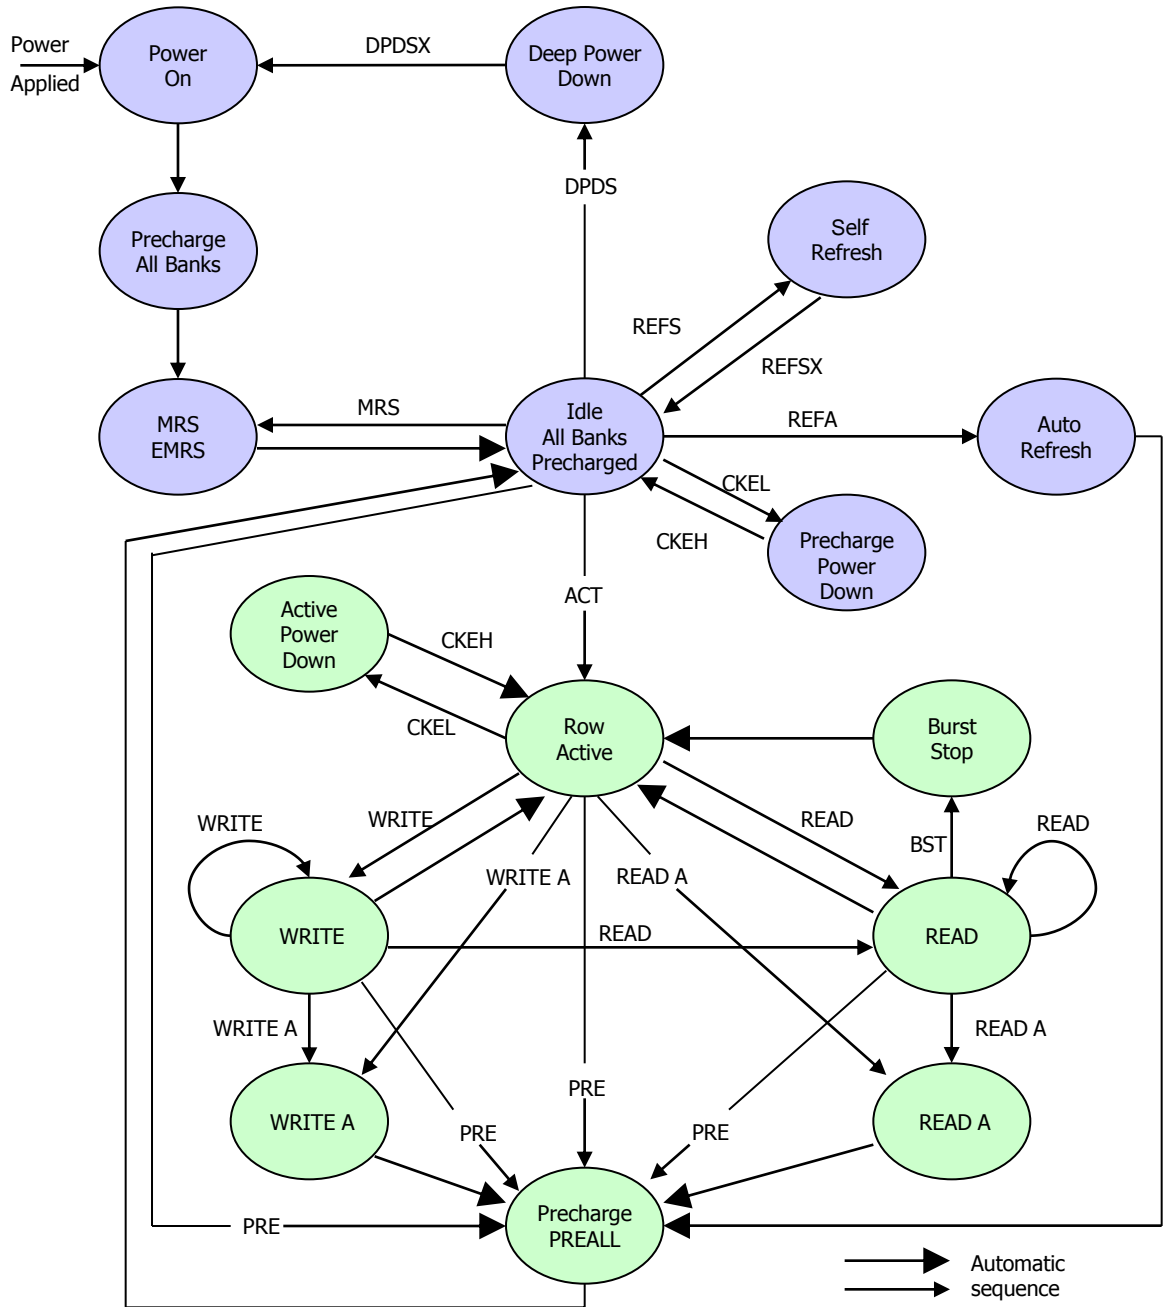 Power
Applied
Power
On
DPDSX
Deep Power
Down
DPDS
Precharge
All Banks
Self
Refresh
REFS
REFSX
MRS
EMRS
MRS
Idle
All Banks
Precharged
REFA
Auto
Refresh
CKEL
CKEH
Precharge
Power
Down
ACT
Active
Power
Down
CKEH
CKEL
Row
Active
Burst
Stop
WRITE
WRITE
READ
BST
READ
WRITE A
READ A
WRITE
READ
READ
WRITE A
READ A
WRITE A
PRE
PRE
PRE
READ A
PRE
Precharge
PREALL
Automatic
sequence